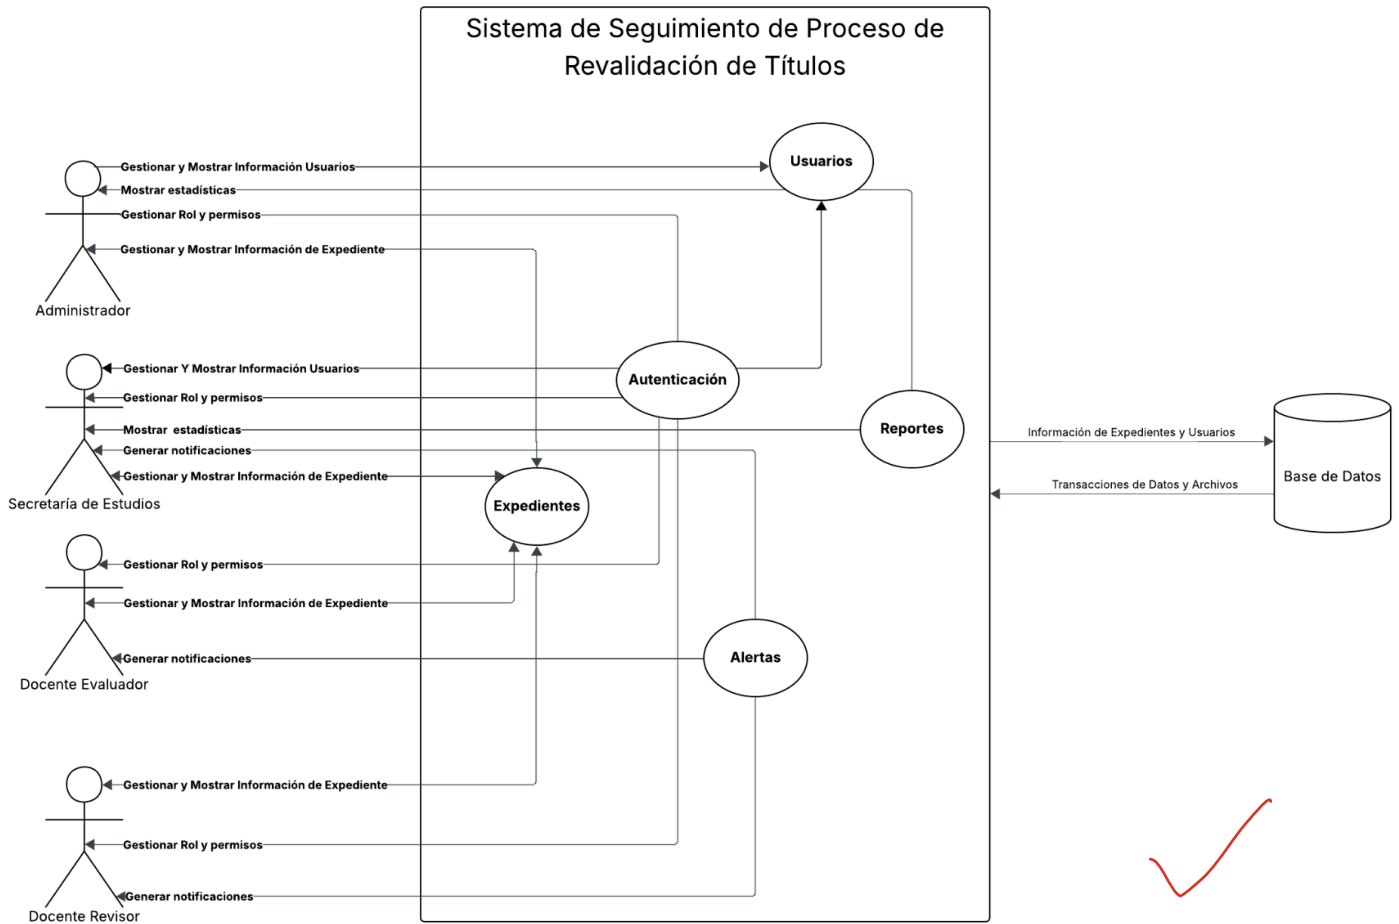 Sistema de Seguimiento de Proceso de
Revalidación de Títulos
Usuarios
Gestionar y Mostrar Información Usuarios
Mostrar estadísticas
Gestionar Rol y permisos
Gestionar y Mostrar Información de Expediente
Administrador
Gestionar Y Mostrar Información Usuarios
Autenticación
Gestionar Rol y permisos
Mostrar estadísticas
Reportes
Generar notificaciones
Gestionar y Mostrar Información de Expediente
Secretaría de Estudios
Expedientes
Información de Expedientes y Usuarios
Base de Datos
Transacciones de Datos y Archivos
Gestionar Rol y permisos
Gestionar y Mostrar Información de Expediente
Generar notificaciones
Alertas
Docente Evaluador
Gestionar y Mostrar Información de Expediente
Gestionar Rol y permisos
Generar notificaciones
Docente Revisor